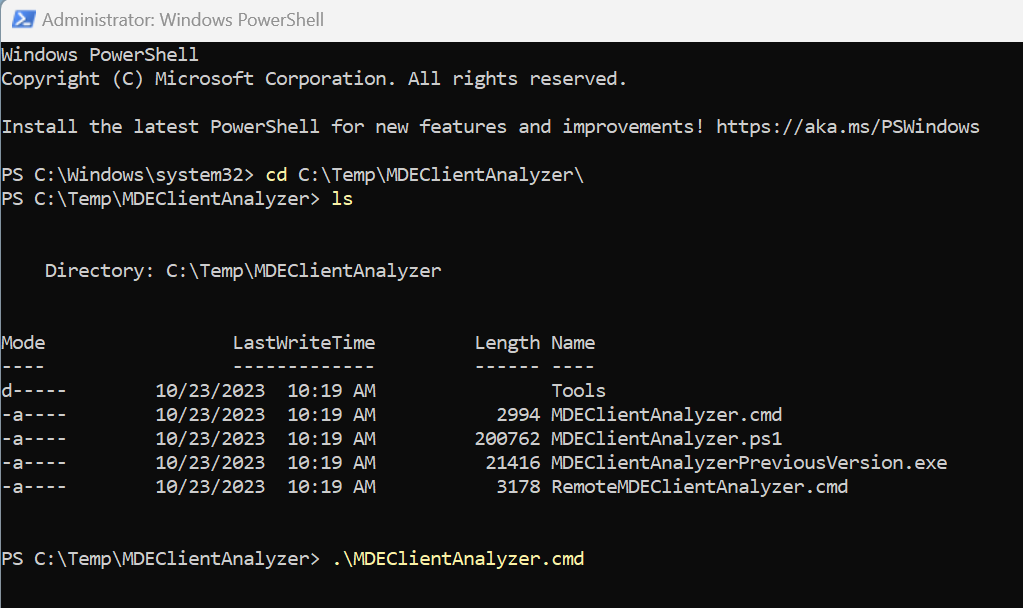 Administrator: Windows PowerShell
Windows PowerShell
Copyright (C) Microsoft Corporation. All rights reserved.
Install the latest PowerShell for new features and improvements! https://aka.ms/PSWindows
PS C:\Windows\system32> cd C:\Temp\MDEClientAnalyzer\
PS C:\Temp\MDEClientAnalyzer> ls
Directory: C:\Temp\MDEClientAnalyzer
Mode LastWriteTime Length Name
---- ------------- ------ ----
d----- 10/23/2023 10:19 AM Tools
-a---- 10/23/2023 10:19 AM 2994 MDEClientAnalyzer.cmd
-a---- 10/23/2023 10:19 AM 200762 MDEClientAnalyzer.ps1
-a---- 10/23/2023 10:19 AM 21416 MDEClientAnalyzerPreviousVersion.exe
-a---- 10/23/2023 10:19 AM 3178 RemoteMDEClientAnalyzer.cmd
PS C:\Temp\MDEClientAnalyzer> .\MDEClientAnalyzer.cmd